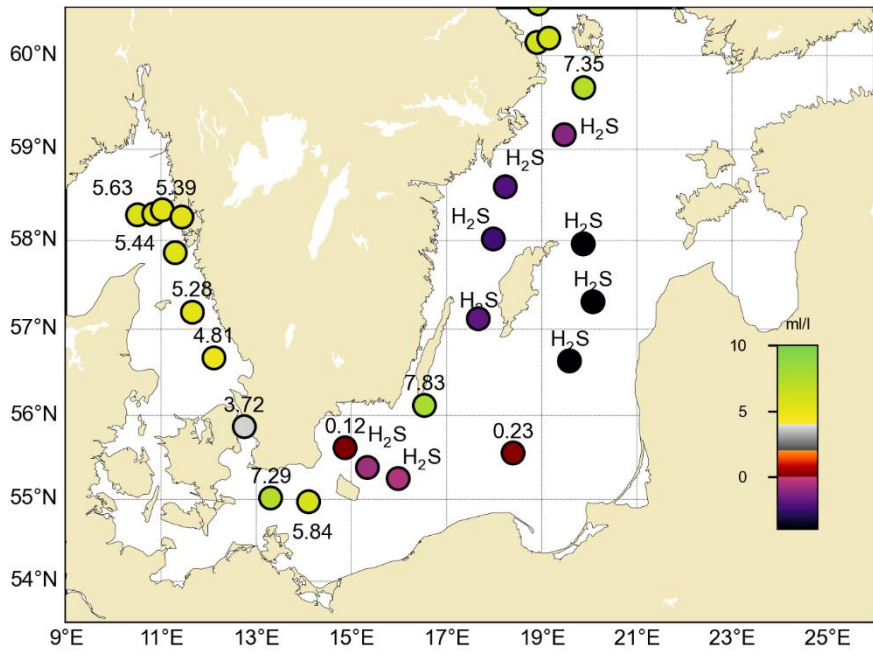 60°N
7.35
59°N
H₂S
H₂S
5.63
5.39
H₂S
58°N
5.44
H₂S
H₂S
5.28
H₂S
57°N
4.81
H₂S
ml/l
10
7.83
56°N
3.72
0.12
H₂S
5
0.23
H₂S
7.29
0
55°N
5.84
54°N
9°E 11°E 13°E 15°E 17°E 19°E 21°E 23°E 25°E